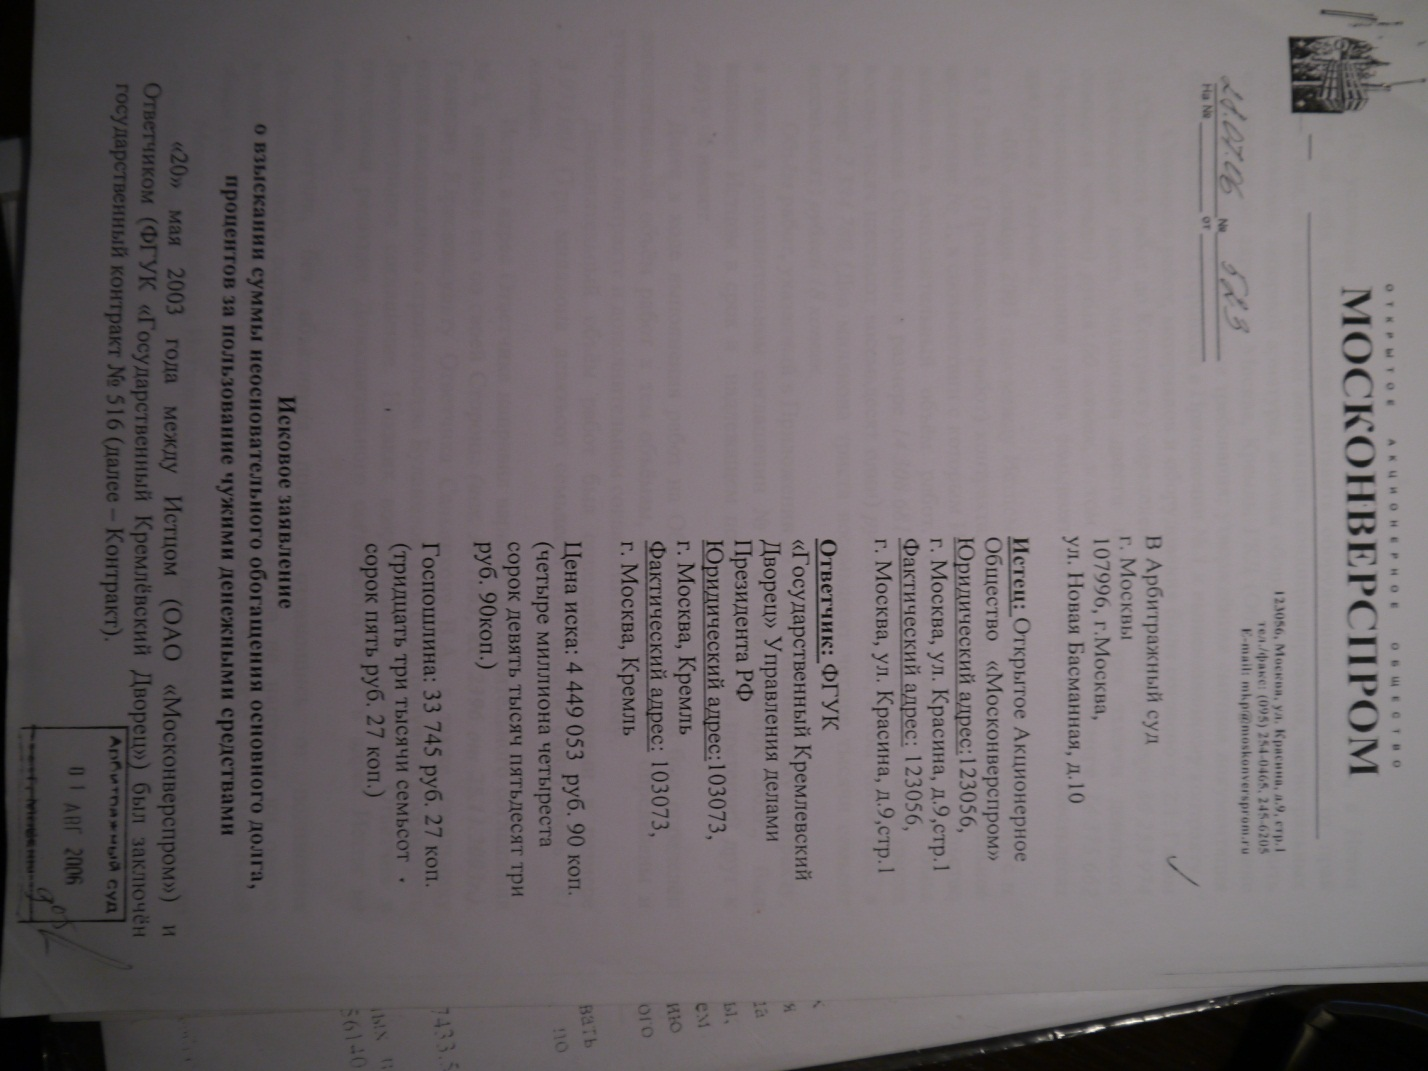 ОТКРЫТОЕ АКЦИОНЕРНОЕ ОБЩЕСТВО
МОСКОНВЕРСПРОМ
123056, Москва, ул. Красина, д.9, стр.1
тел./факс: (095) 254-0465, 245-6205
E-mail: mkp@moskonversprom.ru
21.07.06 № 523
На № от
В Арбитражный суд
г. Москвы
107996, г.Москва,
ул. Новая Басманная, д.10
Истец: Открытое Акционерное
Общество «Москонверспром»
Юридический адрес:123056,
г. Москва, ул. Красина, д.9,стр.1
Фактический адрес: 123056,
г. Москва, ул. Красина, д.9,стр.1
Ответчик: ФГУК
«Государственный Кремлевский
Дворец» Управления делами
Президента РФ
Юридический адрес:103073,
г. Москва, Кремль
Фактический адрес: 103073,
г. Москва, Кремль
Цена иска: 4 449 053 руб. 90 коп.
(четыре миллиона четыреста
сорок девять тысяч пятьдесят три
руб. 90коп.)
Госпошлина: 33 745 руб. 27 коп.
(тридцать три тысячи семьсот
сорок пять руб. 27 коп.)
Исковое заявление
о взыскании суммы неосновательного обогащения основного долга,
процентов за пользование чужими денежными средствами
«20» мая 2003 года между Истцом (ОАО «Москонверспром») и
Ответчиком (ФГУК «Государственный Кремлёвский Дворец») был заключён
государственный контракт № 516 (далее – Контракт).
Арбитражный суд
01 АВГ 2006